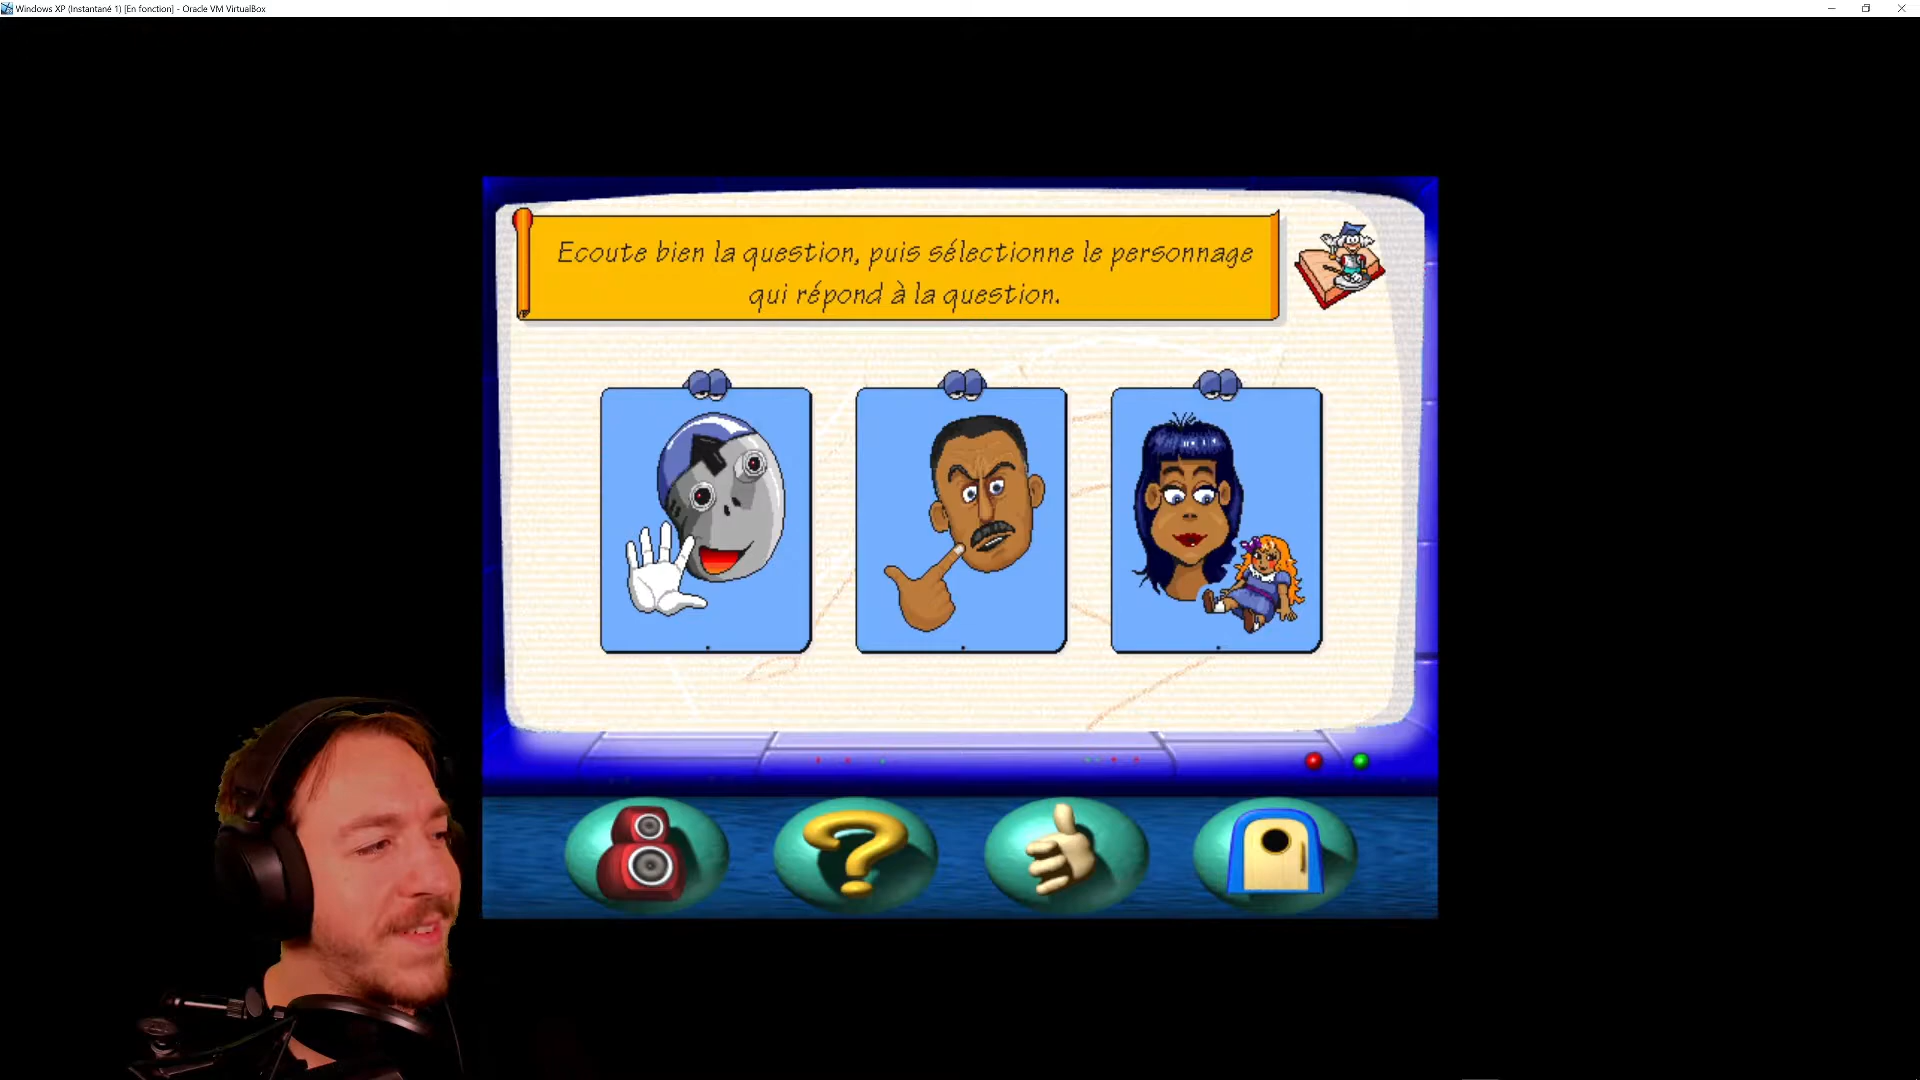 Windows XP (Instantané 1) [En fonction] - Oracle VM VirtualBox
Ecoute bien la question, puis sélectionne le personnage
qui répond à la question.